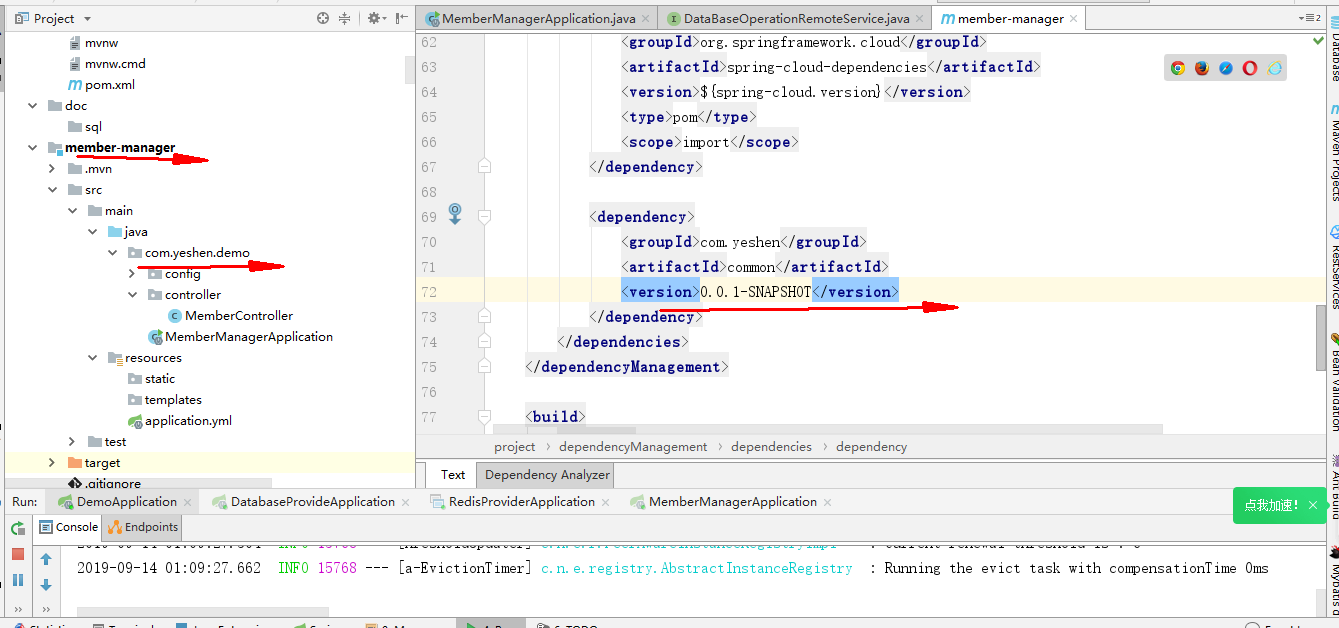 Project
MemberManagerApplication.java
DataBaseOperationRemoteService.java
member-manager
2
mvnw
mvnw.cmd
pom.xml
doc
sql
member-manager
.mvn
src
main
java
com.yeshen.demo
config
controller
MemberController
MemberManagerApplication
resources
static
templates
application.yml
test
target
.gitignore
62 <groupId>org.springframework.cloud</groupId>
63 <artifactId>spring-cloud-dependencies</artifactId>
64 <version>${spring-cloud.version}</version>
65 <type>pom</type>
66 <scope>import</scope>
67 </dependency>
68
69 <dependency>
70 <groupId>com.yeshen</groupId>
71 <artifactId>common</artifactId>
72 <version>0.0.1-SNAPSHOT</version>
73 </dependency>
74 </dependencies>
75 </dependencyManagement>
76
77 <build>
project › dependencyManagement › dependencies › dependency
Text
Dependency Analyzer
Database
Maven Projects
RestServices
Bean Validation
Ant Build
Run:
DemoApplication
DatabaseProvideApplication
RedisProviderApplication
MemberManagerApplication
点我加速!
Console
Endpoints
2019-09-14 01:09:27.662 INFO 15768 --- [a-EvictionTimer] c.n.e.registry.AbstractInstanceRegistry : Running the evict task with compensationTime 0ms